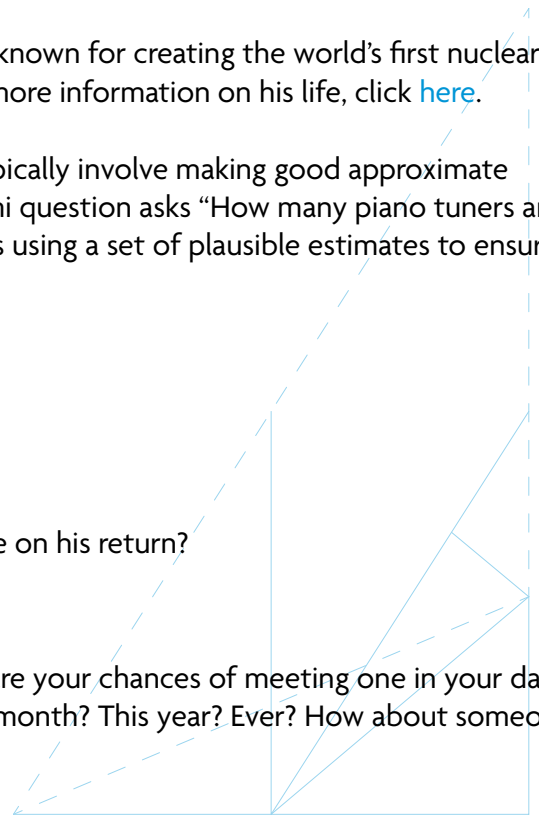 known for creating the world’s first nuclear
more information on his life, click here.
pically involve making good approximate
ni question asks “How many piano tuners a
s using a set of plausible estimates to ensur
e on his return?
re your chances of meeting one in your da
month? This year? Ever? How about someo